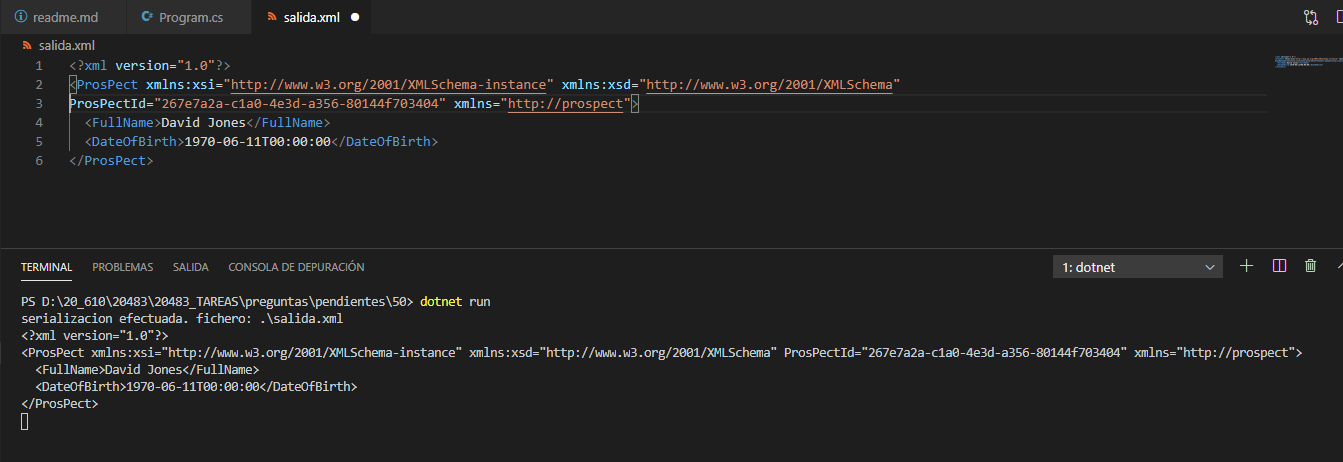 readme.md
Program.cs
salida.xml
salida.xml
1 <?xml version="1.0"?>
2 <ProsPect xmlns:xsi="http://www.w3.org/2001/XMLSchema-instance" xmlns:xsd="http://www.w3.org/2001/XMLSchema"
3 ProsPectId="267e7a2a-c1a0-4e3d-a356-80144f703404" xmlns="http://prospect">
4   <FullName>David Jones</FullName>
5   <DateOfBirth>1970-06-11T00:00:00</DateOfBirth>
6 </ProsPect>
TERMINAL PROBLEMAS SALIDA CONSOLA DE DEPURACIÓN 1: dotnet
PS D:\20_610\20483\20483_TAREAS\preguntas\pendientes\50> dotnet run
serializacion efectuada. fichero: .\salida.xml
<?xml version="1.0"?>
<ProsPect xmlns:xsi="http://www.w3.org/2001/XMLSchema-instance" xmlns:xsd="http://www.w3.org/2001/XMLSchema" ProsPectId="267e7a2a-c1a0-4e3d-a356-80144f703404" xmlns="http://prospect">
  <FullName>David Jones</FullName>
  <DateOfBirth>1970-06-11T00:00:00</DateOfBirth>
</ProsPect>